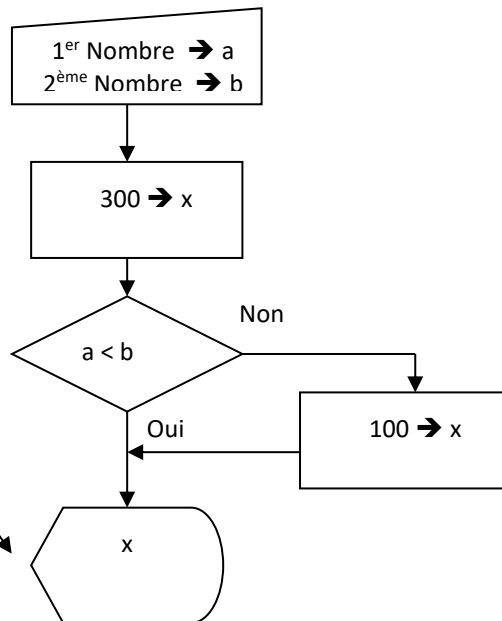 1er Nombre ➔ a
2ème Nombre ➔ b
300 ➔ x
a < b
Non
Oui
100 ➔ x
x